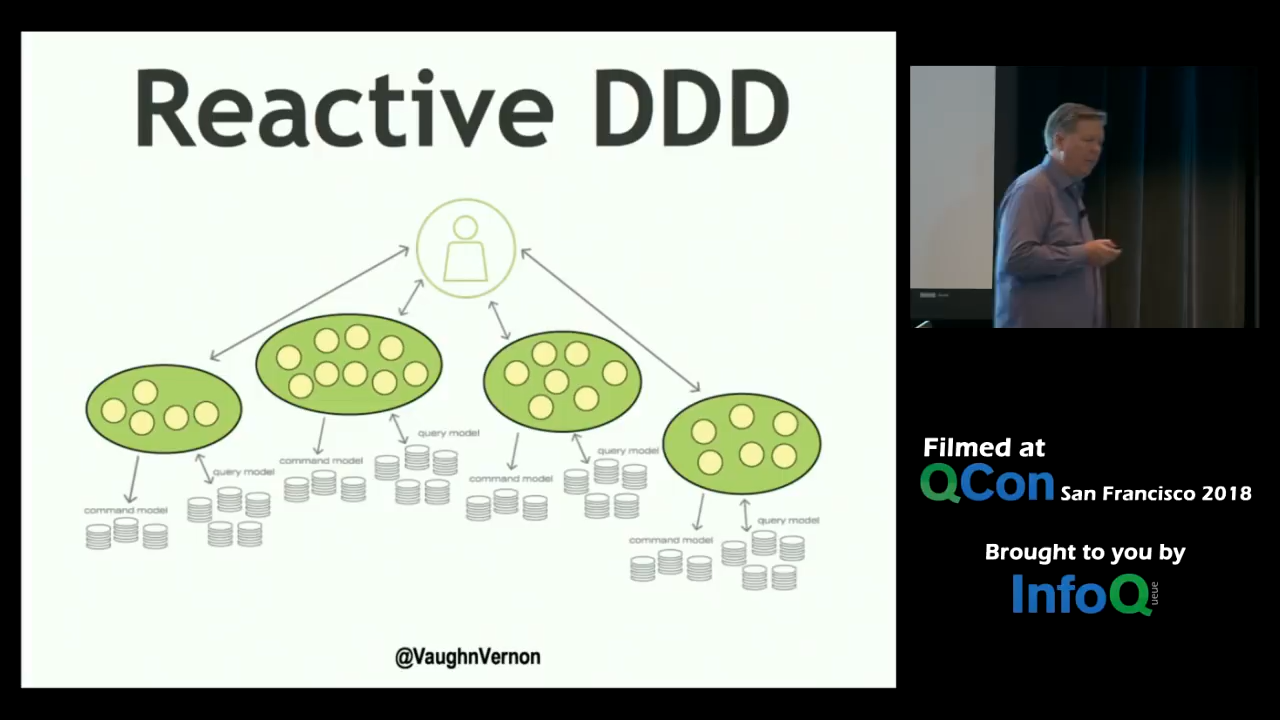 Reactive DDD
query model
query model
query model
command model
command model
command model
query model
command model
@VaughnVernon
Filmed at
QCon San Francisco 2018
Brought to you by
InfoQ
ueue